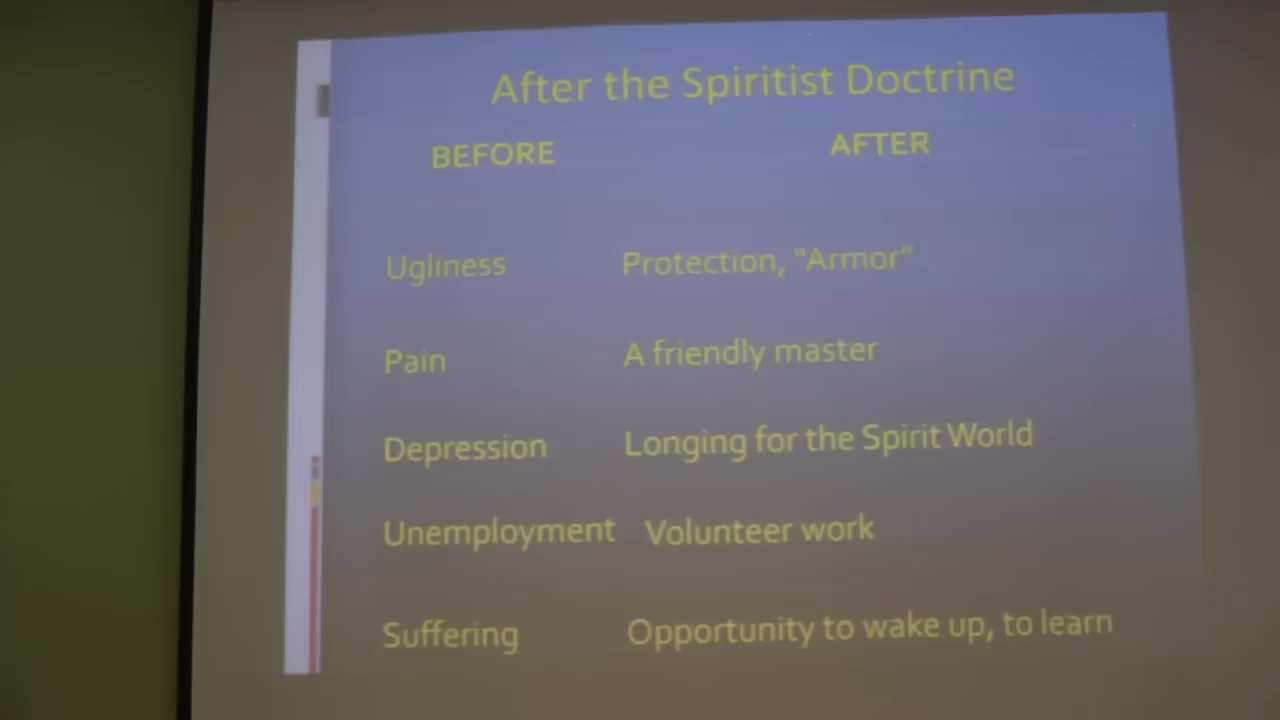 After the Spiritist Doctrine
BEFORE AFTER
Ugliness Protection, “Armor”
Pain A friendly master
Depression Longing for the Spirit World
Unemployment Volunteer work
Suffering Opportunity to wake up, to learn